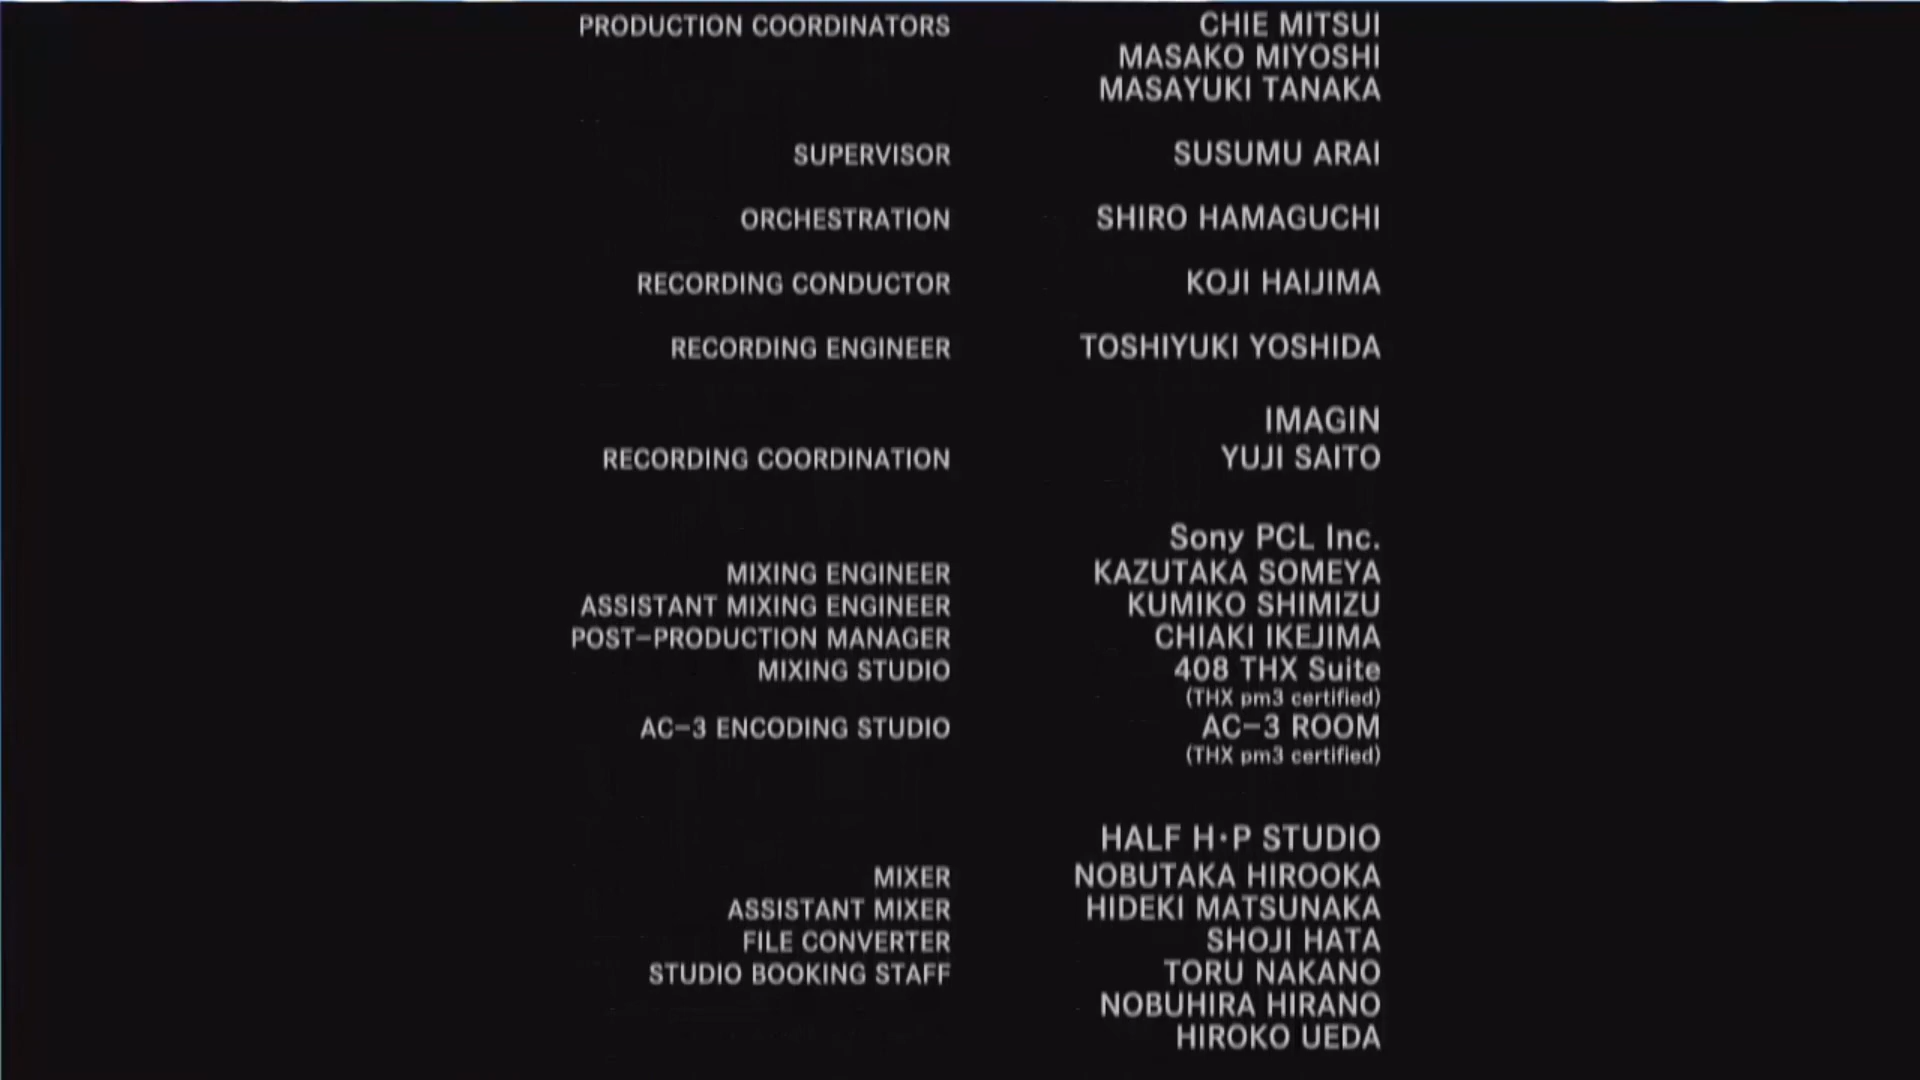 PRODUCTION COORDINATORS CHIE MITSUI
MASAKO MIYOSHI
MASAYUKI TANAKA
SUPERVISOR SUSUMU ARAI
ORCHESTRATION SHIRO HAMAGUCHI
RECORDING CONDUCTOR KOJI HAIJIMA
RECORDING ENGINEER TOSHIYUKI YOSHIDA
IMAGIN
RECORDING COORDINATION YUJI SAITO
Sony PCL Inc.
MIXING ENGINEER KAZUTAKA SOMEYA
ASSISTANT MIXING ENGINEER KUMIKO SHIMIZU
POST-PRODUCTION MANAGER CHIAKI IKEJIMA
MIXING STUDIO 408 THX Suite
(THX pm3 certified)
AC-3 ENCODING STUDIO AC-3 ROOM
(THX pm3 certified)
HALF H・P STUDIO
MIXER NOBUTAKA HIROOKA
ASSISTANT MIXER HIDEKI MATSUNAKA
FILE CONVERTER SHOJI HATA
STUDIO BOOKING STAFF TORU NAKANO
NOBUHIRA HIRANO
HIROKO UEDA